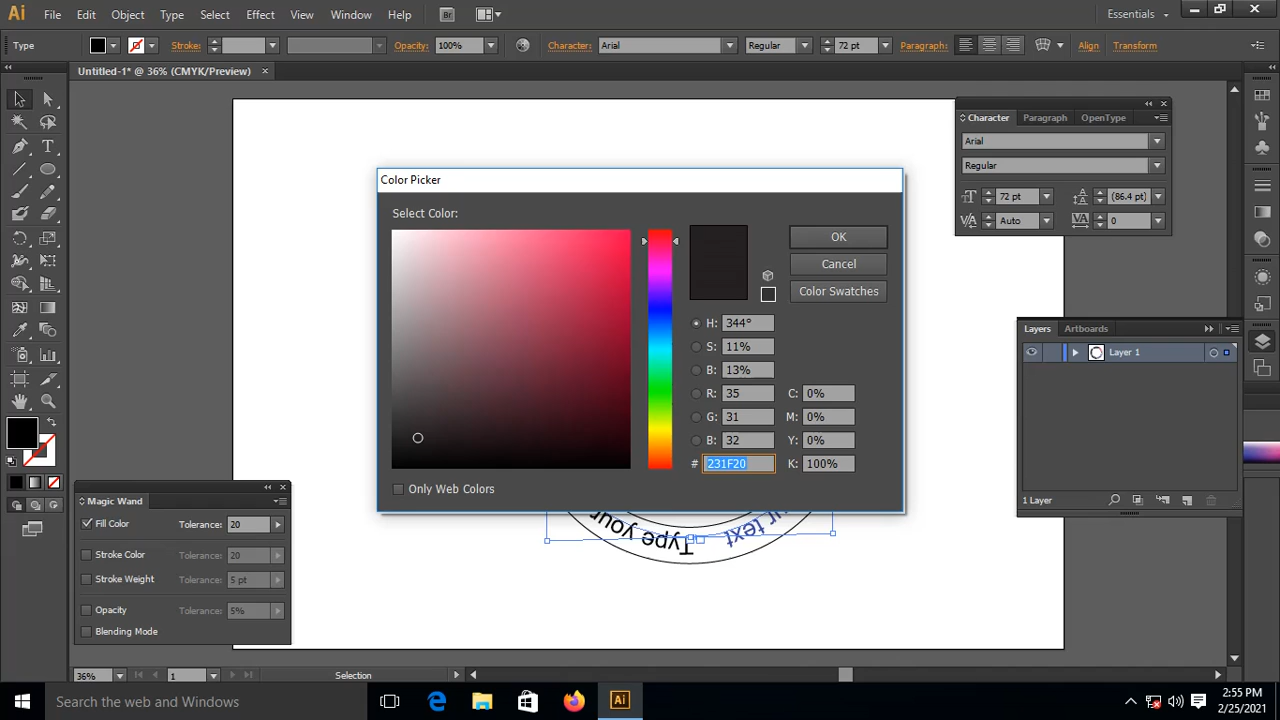 Ai File Edit Object Type Select Effect View Window Help Br Essentials
Type Stroke: Opacity: 100% Character: Arial Regular 72 pt Paragraph: Align Transform
Untitled-1* @ 36% (CMYK/Preview)
Character Paragraph OpenType
Arial
Regular
72 pt (86.4 pt)
Auto 0
Color Picker
Select Color:
OK
Cancel
Color Swatches
H: 344°
S: 11%
B: 13%
R: 35 C: 0%
G: 31 M: 0%
B: 32 Y: 0%
# 231F20 K: 100%
Only Web Colors
Layers Artboards
Layer 1
1 Layer
Magic Wand
Fill Color Tolerance: 20
Stroke Color Tolerance: 20
Stroke Weight Tolerance: 5 pt
Opacity Tolerance: 5%
Blending Mode
Type your
ur text
36% 1 Selection
Search the web and Windows
Ai
2:55 PM
2/25/2021